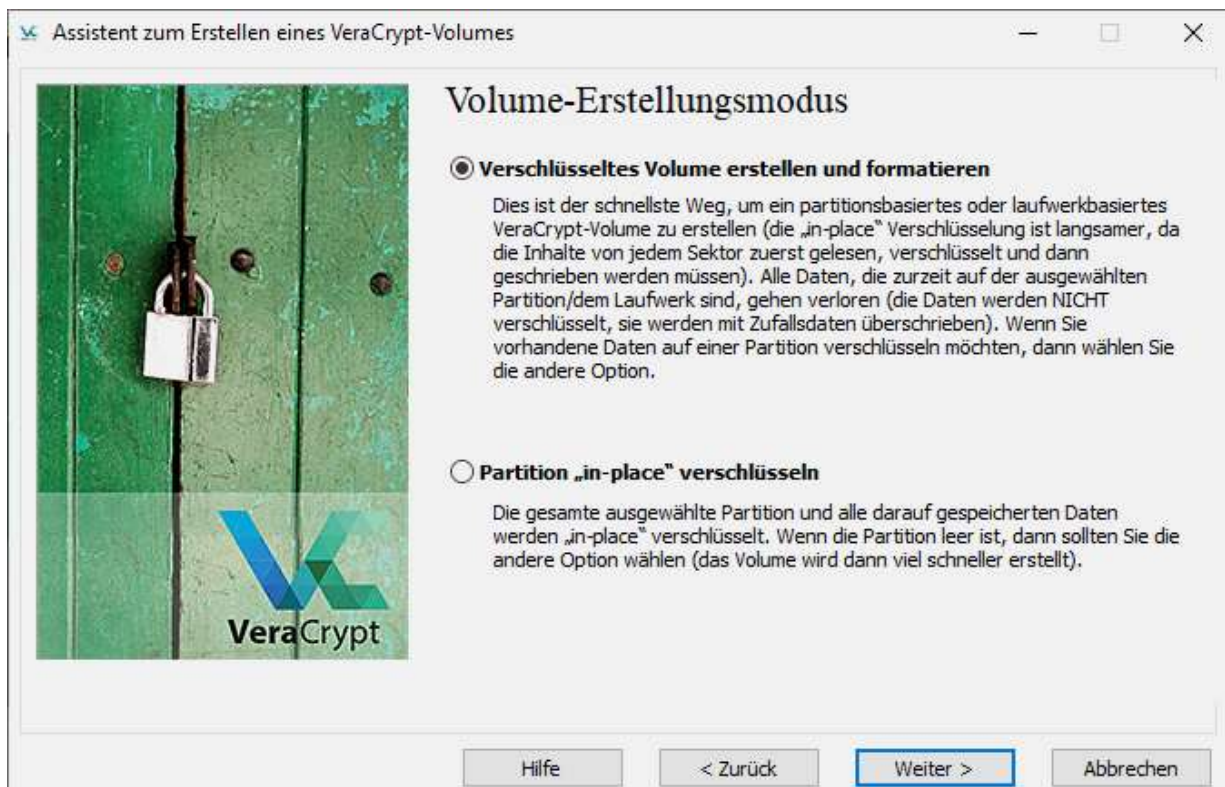 Assistent zum Erstellen eines VeraCrypt-Volumes
Volume-Erstellungsmodus
Verschlüsseltes Volume erstellen und formatieren
Dies ist der schnellste Weg, um ein partitionsbasiertes oder laufwerkbasiertes
VeraCrypt-Volume zu erstellen (die „in-place“ Verschlüsselung ist langsamer, da
die Inhalte von jedem Sektor zuerst gelesen, verschlüsselt und dann
geschrieben werden müssen). Alle Daten, die zurzeit auf der ausgewählten
Partition/dem Laufwerk sind, gehen verloren (die Daten werden NICHT
verschlüsselt, sie werden mit Zufallsdaten überschrieben). Wenn Sie
vorhandene Daten auf einer Partition verschlüseln möchten, dann wählen Sie
die andere Option.
Partition „in-place“ verschlüseln
Die gesamte ausgewählte Partition und alle darauf gespeicherten Daten
werden „in-place“ verschlüsselt. Wenn die Partition leer ist, dann sollten Sie die
andere Option wählen (das Volume wird dann viel schneller erstellt).
VeraCrypt
Hilfe
< Zurück
Weiter >
Abbrechen